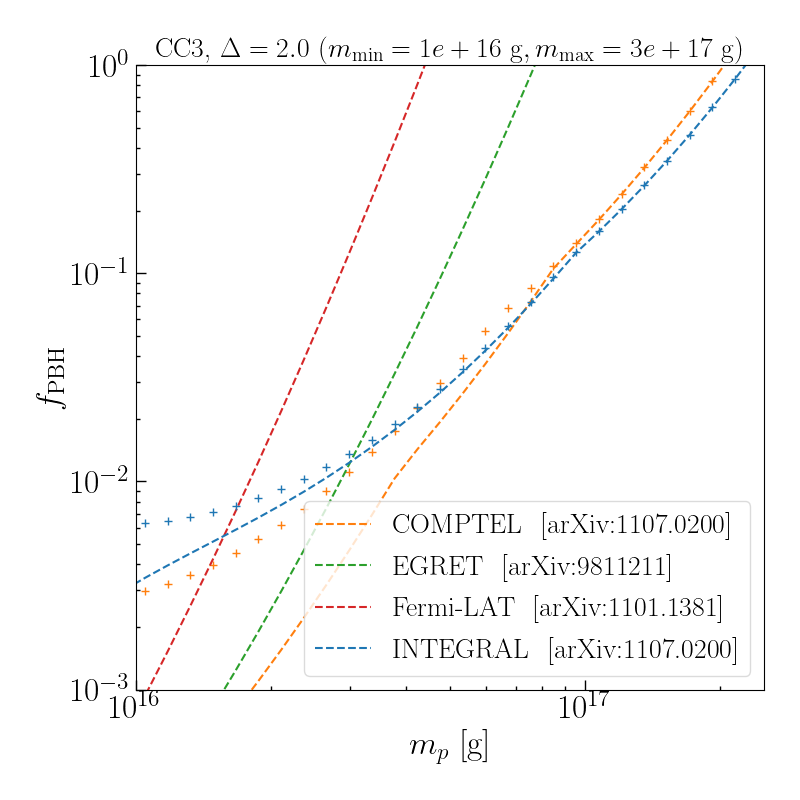 CC3, Δ = 2.0 (m_min = 1e + 16 g, m_max = 3e + 17 g)
10^0
10^−1
f_PBH
10^−2
10^−3
COMPTEL [arXiv:1107.0200]
EGRET [arXiv:9811211]
Fermi-LAT [arXiv:1101.1381]
INTEGRAL [arXiv:1107.0200]
10^16
10^17
m_p [g]